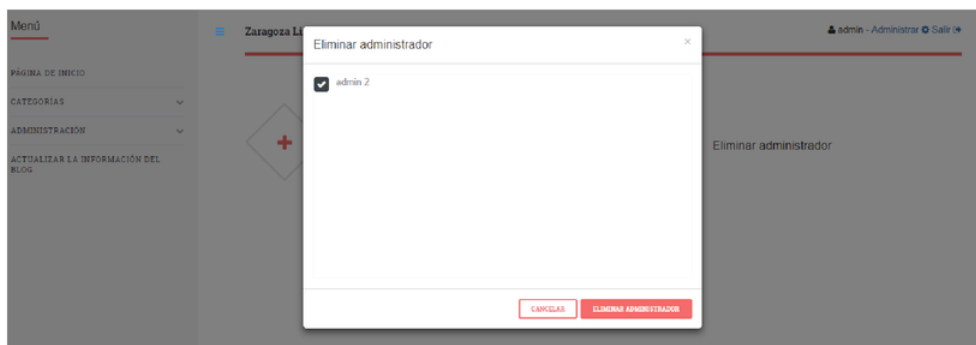 Menú
PÁGINA DE INICIO
CATEGORÍAS
ADMINISTRACIÓN
ACTUALIZAR LA INFORMACIÓN DEL
BLOG
Zaragoza Li
admin - Administrar Salir
Eliminar administrador
×
admin 2
CANCELAR
ELIMINAR ADMINISTRADOR
Eliminar administrador